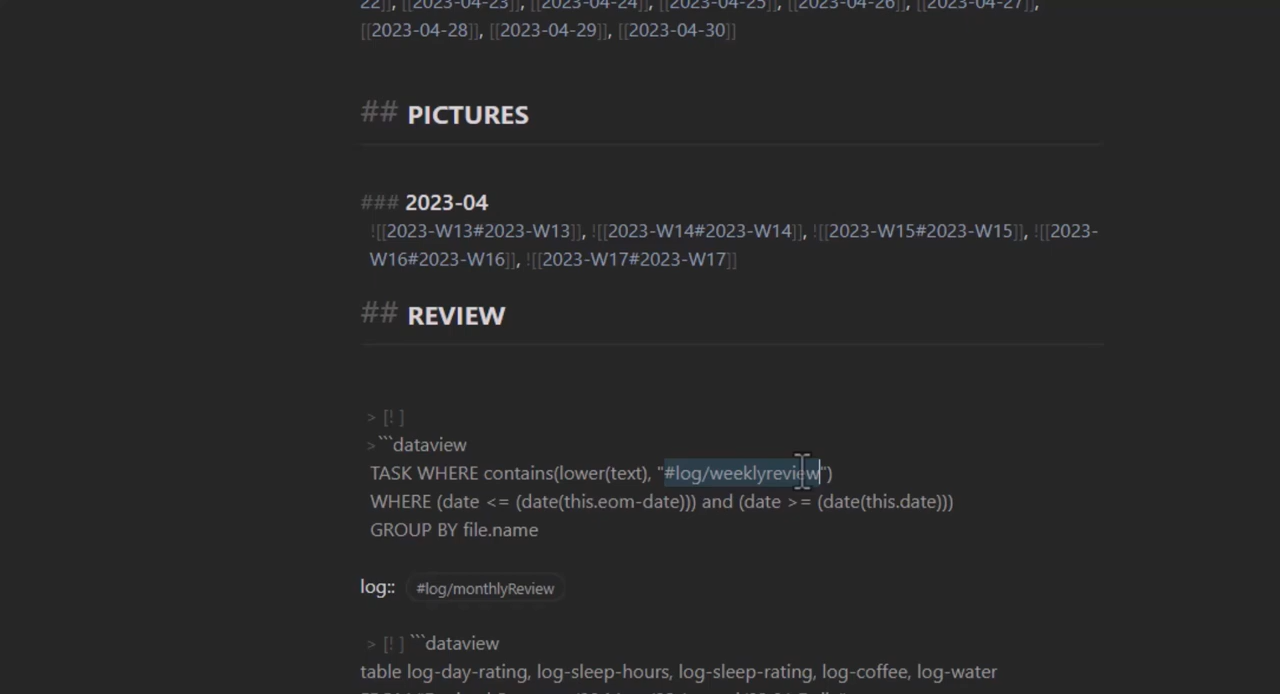 22]], [[2023-04-23]], [[2023-04-24]], [[2023-04-25]], [[2023-04-26]], [[2023-04-27]],
[[2023-04-28]], [[2023-04-29]], [[2023-04-30]]
## PICTURES
### 2023-04
![[2023-W13#2023-W13]], ![[2023-W14#2023-W14]], ![[2023-W15#2023-W15]], ![[2023-
W16#2023-W16]], ![[2023-W17#2023-W17]]
## REVIEW
> [! ]
>```dataview
TASK WHERE contains(lower(text), "#log/weeklyreview")
WHERE (date <= (date(this.eom-date))) and (date >= (date(this.date)))
GROUP BY file.name
log:: #log/monthlyReview
> [! ] ```dataview
table log-day-rating, log-sleep-hours, log-sleep-rating, log-coffee, log-water